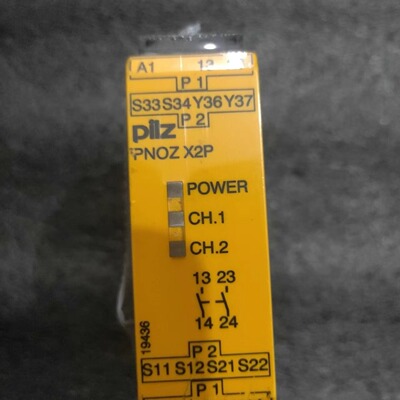 A1 13
P 1
S33 S34 Y36 Y37
P 2
pilz
PNOZ X2P
POWER
CH.1
CH.2
13 23
14 24
19436
P 2
S11 S12 S21 S22
P 1